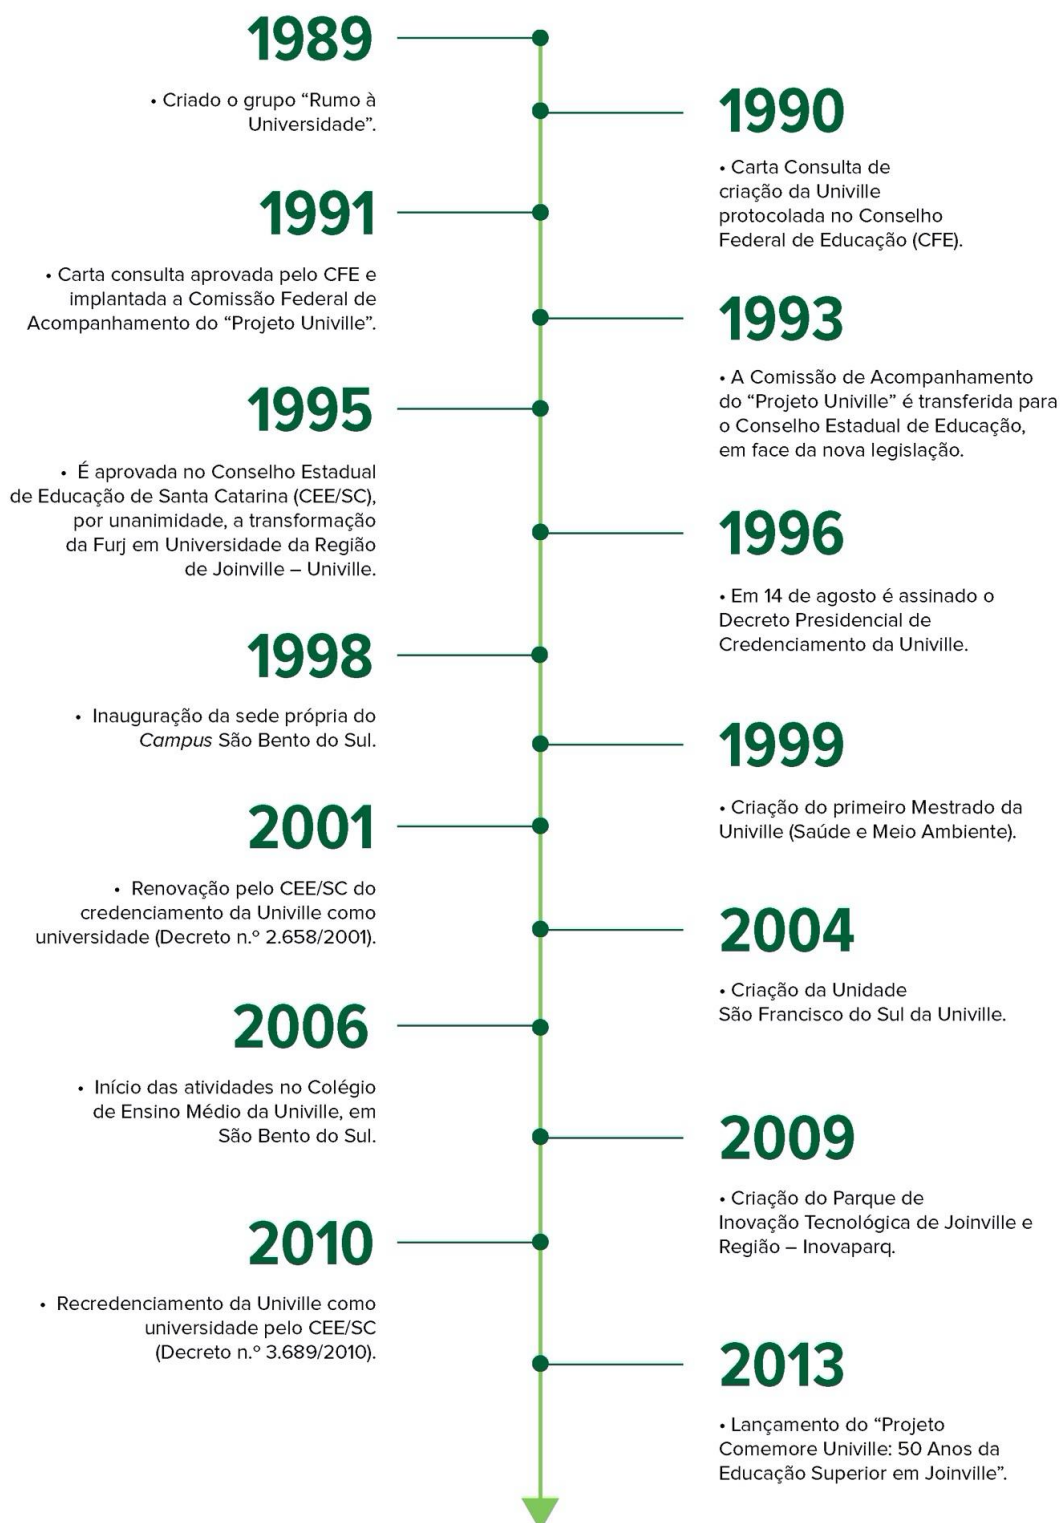 1989
• Criado o grupo “Rumo à
Universidade”.
1990
• Carta Consulta de
criação da Univille
protocolada no Conselho
Federal de Educação (CFE).
1991
• Carta consulta aprovada pelo CFE e
implantada a Comissão Federal de
Acompanhamento do “Projeto Univille”.
1993
• A Comissão de Acompanhamento
do “Projeto Univille” é transferida para
o Conselho Estadual de Educação,
em face da nova legislação.
1995
• É aprovada no Conselho Estadual
de Educação de Santa Catarina (CEE/SC),
por unanimidade, a transformação
da Furj em Universidade da Região
de Joinville – Univille.
1996
• Em 14 de agosto é assinado o
Decreto Presidencial de
Credenciamento da Univille.
1998
• Inauguração da sede própria do
Campus São Bento do Sul.
1999
• Criação do primeiro Mestrado da
Univille (Saúde e Meio Ambiente).
2001
• Renovação pelo CEE/SC do
credenciamento da Univille como
universidade (Decreto n.º 2.658/2001).
2004
• Criação da Unidade
São Francisco do Sul da Univille.
2006
• Início das atividades no Colégio
de Ensino Médio da Univille, em
São Bento do Sul.
2009
• Criação do Parque de
Inovação Tecnológica de Joinville e
Região – Inovaparq.
2010
• Recredenciamento da Univille como
universidade pelo CEE/SC
(Decreto n.º 3.689/2010).
2013
• Lançamento do “Projeto
Comemore Univille: 50 Anos da
Educação Superior em Joinville”.